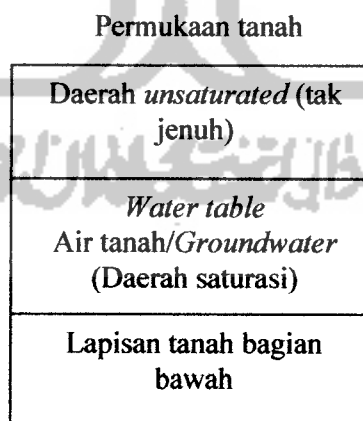 Permukaan tanah
Daerah unsaturated (tak
jenuh)
Water table
Air tanah/Groundwater
(Daerah saturasi)
Lapisan tanah bagian
bawah